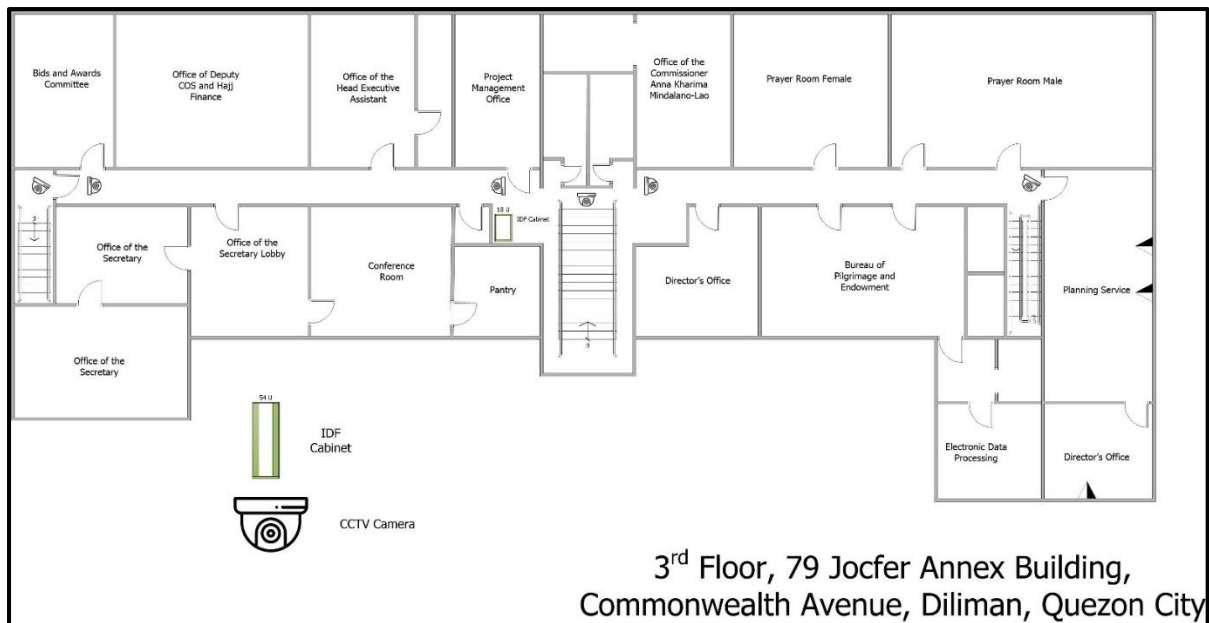 Bids and Awards
Committee
Office of Deputy
COS and Hajj
Finance
Office of the
Head Executive
Assistant
Project
Management
Office
Office of the
Commissioner
Anna Kharima
Mindalano-Lao
Prayer Room Female
Prayer Room Male
3
Office of the
Secretary
Office of the
Secretary Lobby
Conference
Room
18 U
IDF Cabinet
Pantry
3
Director's Office
Bureau of
Pilgrimage and
Endowment
Planning Service
Office of the
Secretary
Electronic Data
Processing
Director's Office
54 U
IDF
Cabinet
CCTV Camera
3rd Floor, 79 Jocfer Annex Building,
Commonwealth Avenue, Diliman, Quezon City